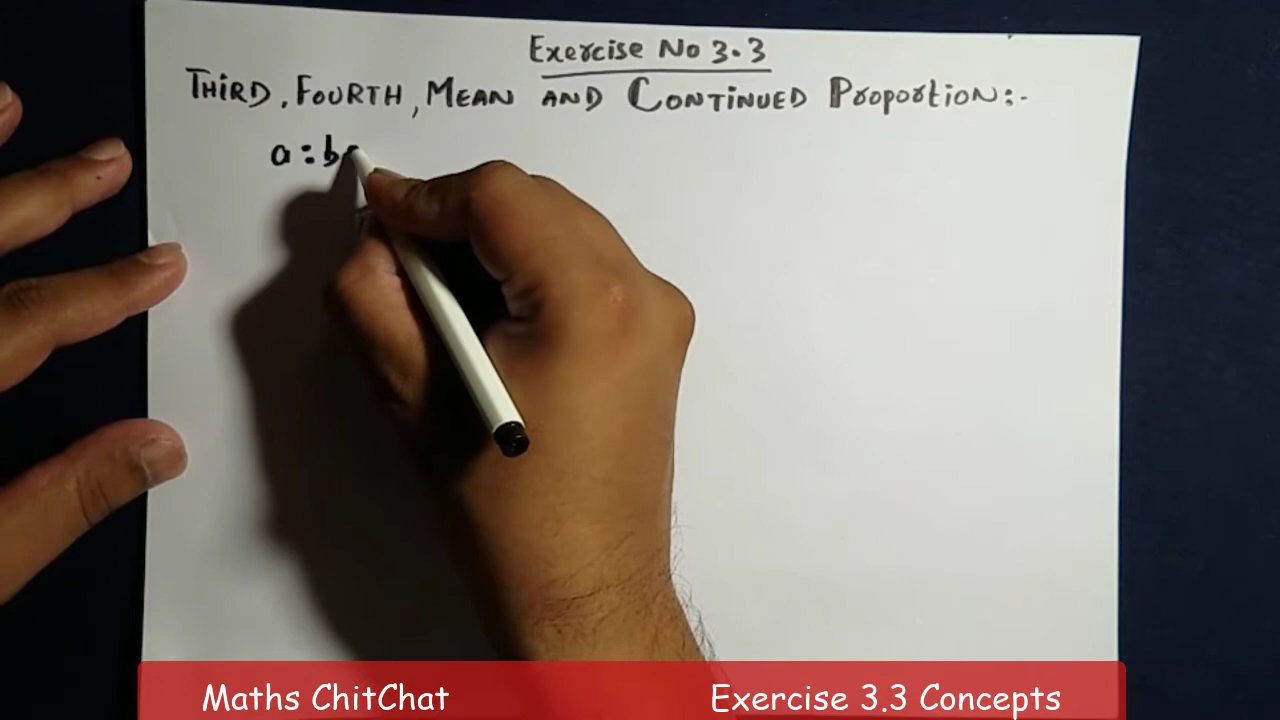 Exercise No 3.3
THIRD, FOURTH, MEAN AND CONTINUED PROPORTION:-
a:b
Maths ChitChat Exercise 3.3 Concepts